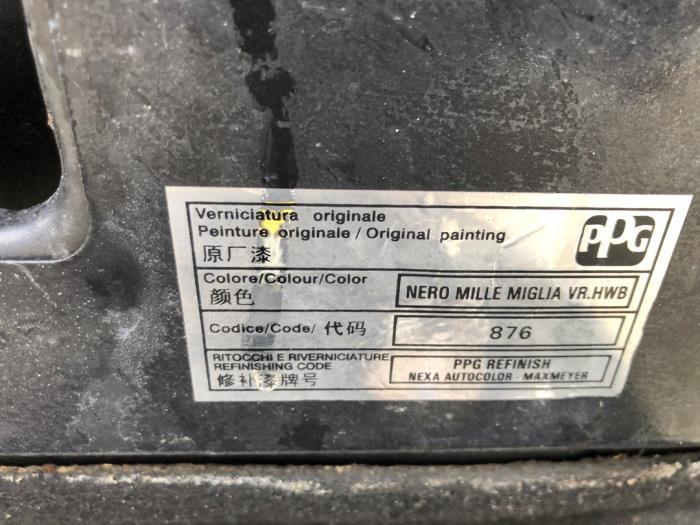 Verniciatura originale
Peinture originale / Original painting
原厂漆
PPG
Colore/Colour/Color
颜色
NERO MILLE MIGLIA VR.HWB
Codice/Code/ 代码
876
RITOCCHI E RIVERNICIATURE
REFINISHING CODE
修补漆牌号
PPG REFINISH
NEXA AUTOCOLOR - MAXMEYER